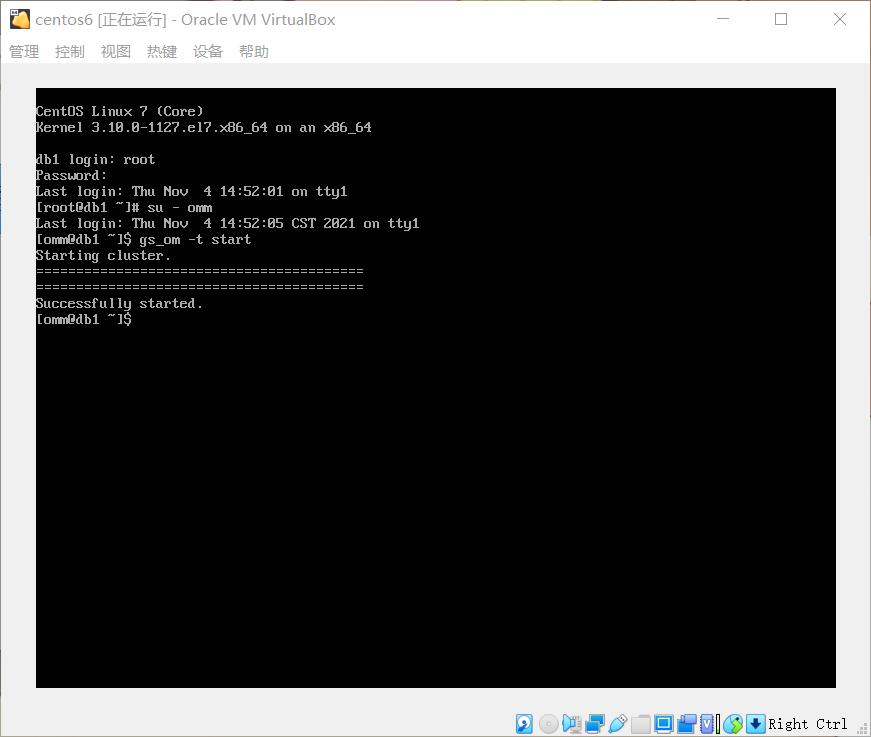 centos6 [正在运行] - Oracle VM VirtualBox
管理 控制 视图 热键 设备 帮助
CentOS Linux 7 (Core)
Kernel 3.10.0-1127.el7.x86_64 on an x86_64
db1 login: root
Password:
Last login: Thu Nov  4 14:52:01 on tty1
[root@db1 ~]# su - omm
Last login: Thu Nov  4 14:52:05 CST 2021 on tty1
[omm@db1 ~]$ gs_om -t start
Starting cluster.
=========================================
=========================================
Successfully started.
[omm@db1 ~]$
Right Ctrl